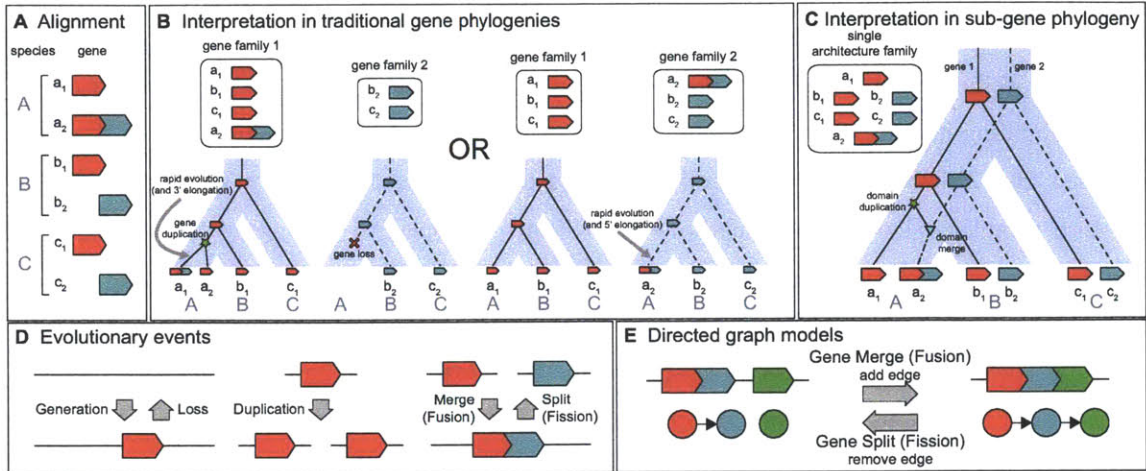 A Alignment
species gene
A
a1
a2
B
b1
b2
C
c1
c2
B Interpretation in traditional gene phylogenies
gene family 1
a1
b1
c1
a2
gene family 2
b2
c2
OR
gene family 1
a1
b1
c1
gene family 2
a2
b2
c2
rapid evolution
(and 3' elongation)
gene
duplication
gene loss
rapid evolution
(and 5' elongation)
a1 a2 b1 c1
A B C
b2 c2
A B C
a1 b1 c1
A B C
a2 b2 c2
A B C
C Interpretation in sub-gene phylogeny
single
architecture family
a1
b1 b2
c1 c2
a2
gene 1
gene 2
domain
duplication
domain
merge
a1 a2 b1 b2 c1 c2
A B C
D Evolutionary events
Generation Loss
Duplication
Merge
(Fusion)
Split
(Fission)
E Directed graph models
Gene Merge (Fusion)
add edge
Gene Split (Fission)
remove edge